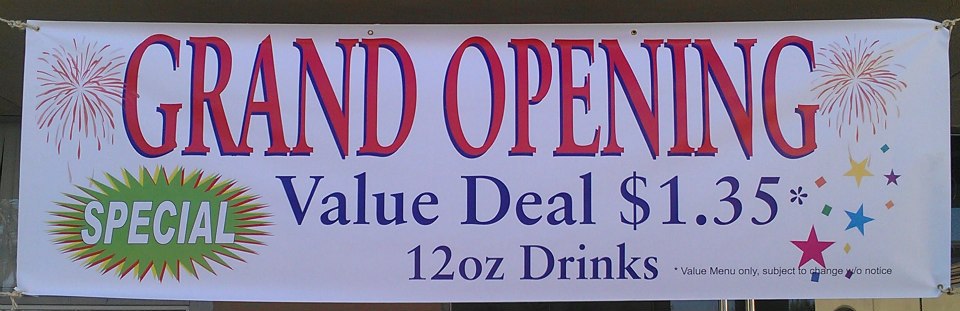 GRAND OPENING
SPECIAL
Value Deal $1.35*
12oz Drinks
* Value Menu only, subject to change w/o notice